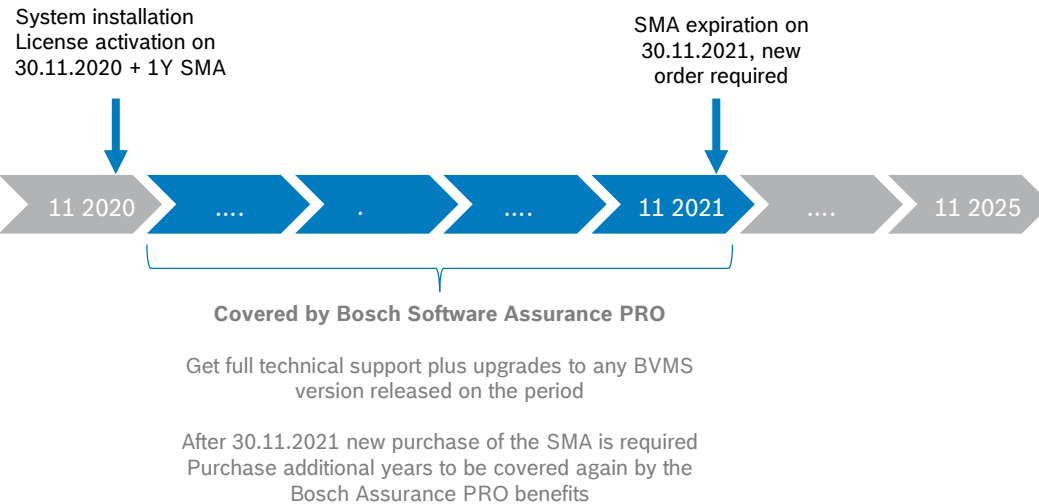 System installation
License activation on
30.11.2020 + 1Y SMA
SMA expiration on
30.11.2021, new
order required
11 2020
....
.
....
11 2021
....
11 2025
Covered by Bosch Software Assurance PRO
Get full technical support plus upgrades to any BVMS
version released on the period
After 30.11.2021 new purchase of the SMA is required
Purchase additional years to be covered again by the
Bosch Assurance PRO benefits